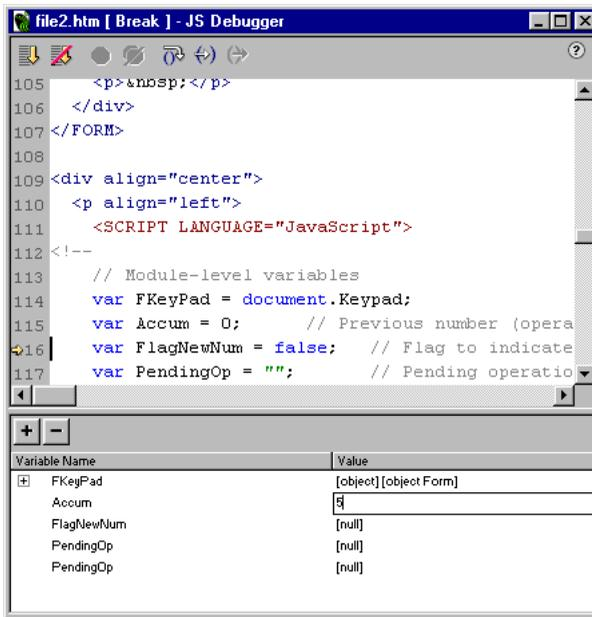 file2.htm [ Break ] - JS Debugger
?
105 <p>&nbsp;</p>
106 </div>
107 </FORM>
108
109 <div align="center">
110 <p align="left">
111 <SCRIPT LANGUAGE="JavaScript">
112 <!--
113 // Module-level variables
114 var FKeyPad = document.Keypad;
115 var Accum = 0; // Previous number (opera
16 var FlagNewNum = false; // Flag to indicate
117 var PendingOp = ""; // Pending operatio
+ -
Variable Name Value
FKeyPad [object] [object Form]
Accum 5
FlagNewNum [null]
PendingOp [null]
PendingOp [null]